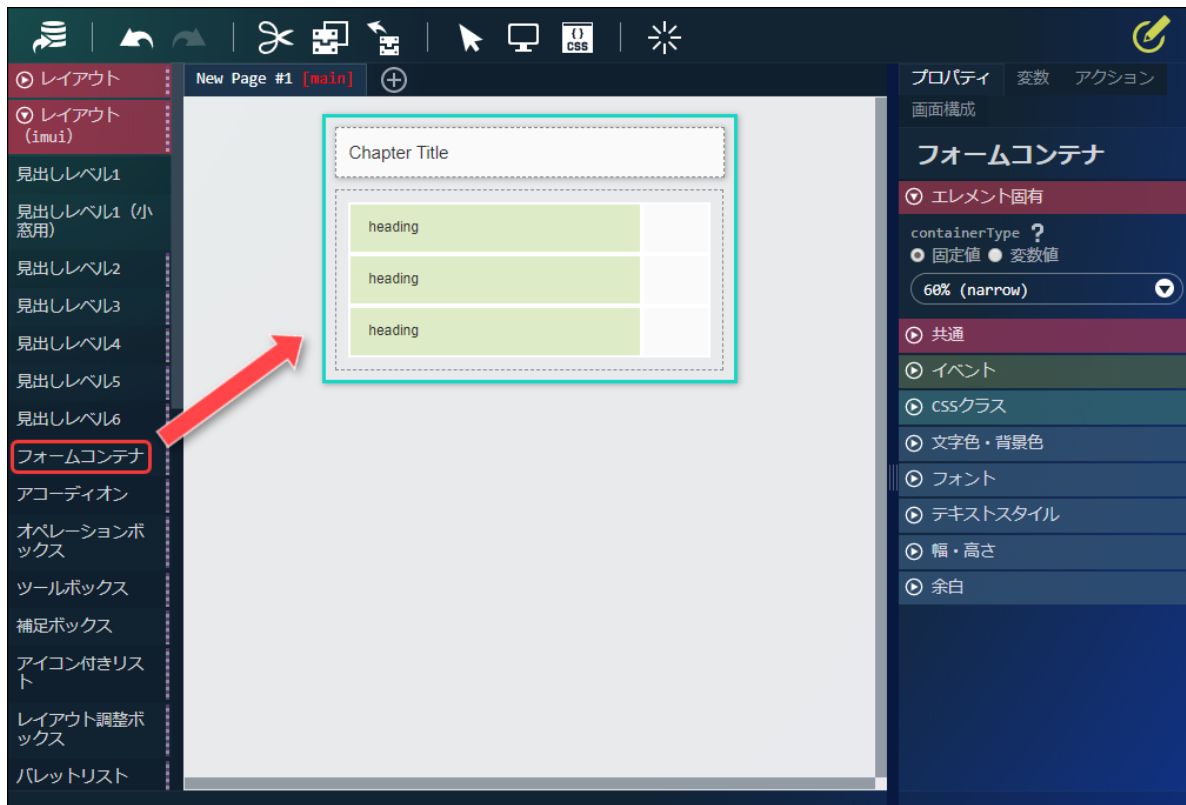 {}
CSS
レイアウト
レイアウト
(imui)
見出しレベル1
見出しレベル1（小
窓用）
見出しレベル2
見出しレベル3
見出しレベル4
見出しレベル5
見出しレベル6
フォームコンテナ
アコーディオン
オペレーションボ
ックス
ツールボックス
補足ボックス
アイコン付きリス
ト
レイアウト調整ボ
ックス
バレットリスト
New Page #1 [main]
Chapter Title
heading
heading
heading
プロパティ 変数 アクション
画面構成
フォームコンテナ
エレメント固有
containerType ?
固定値 変数値
60% (narrow)
共通
イベント
CSSクラス
文字色・背景色
フォント
テキストスタイル
幅・高さ
余白